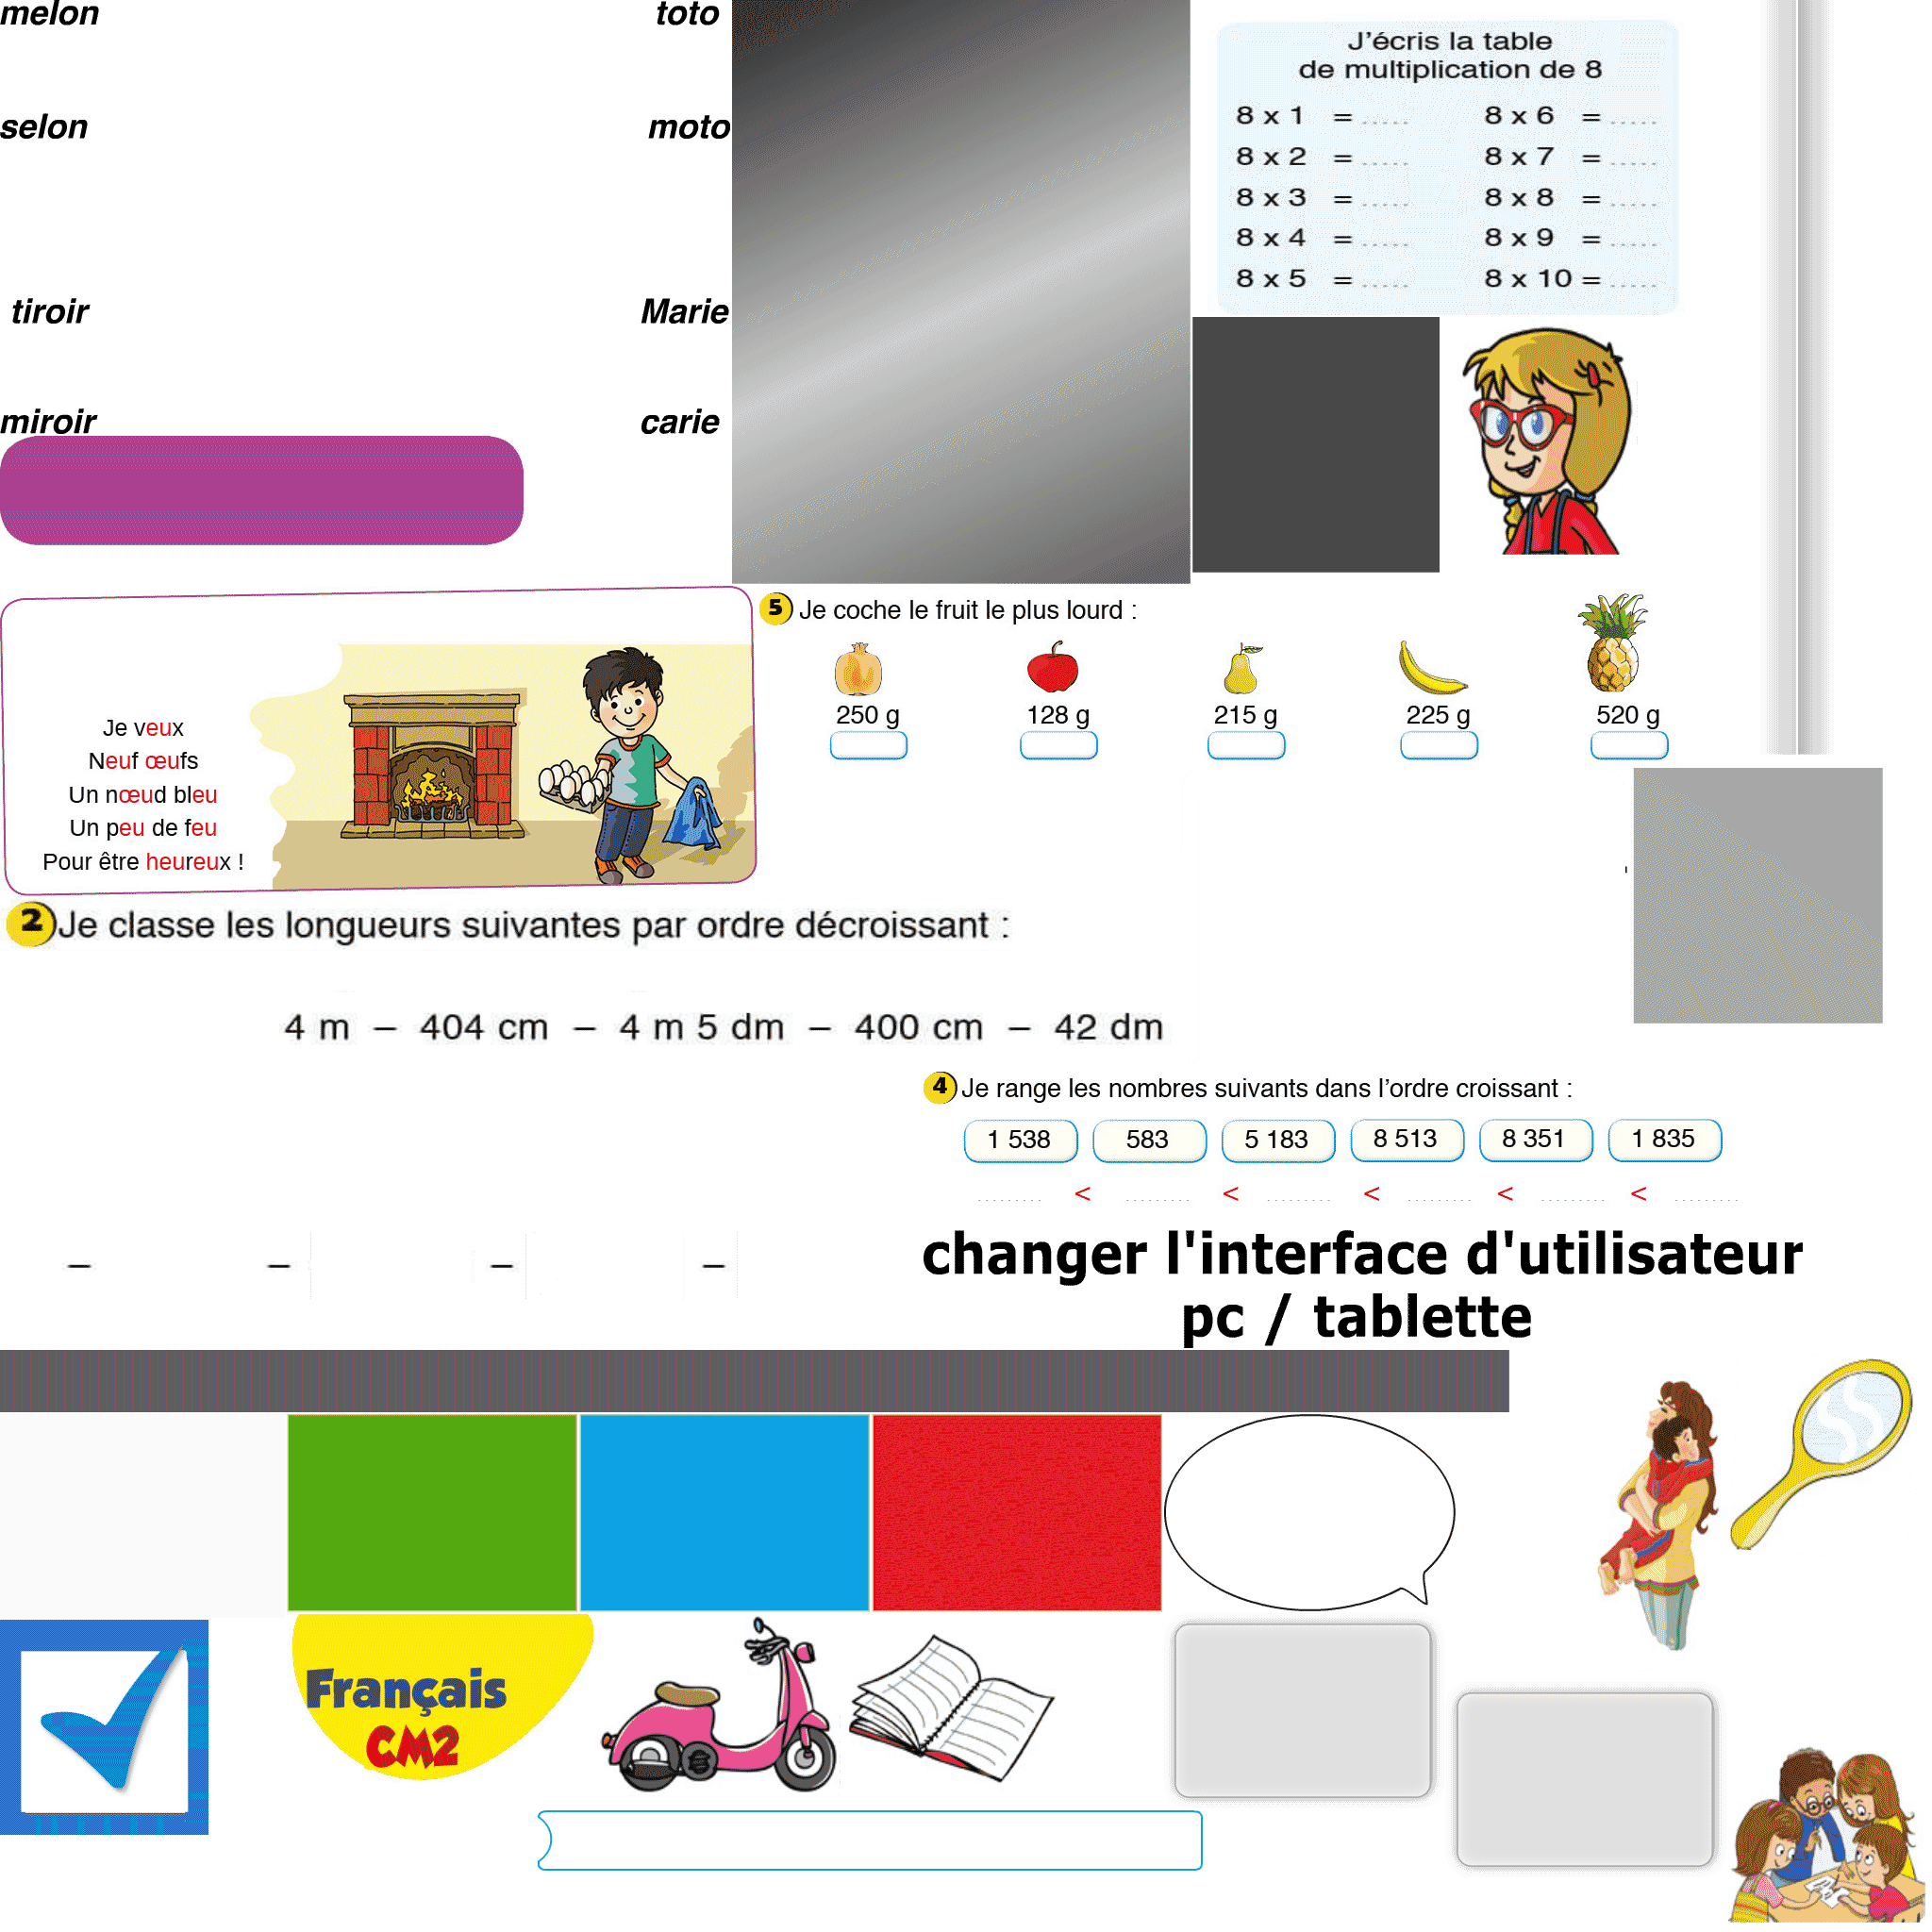 melon
toto
selon
moto
tiroir
Marie
miroir
carie
J'écris la table
de multiplication de 8
8 x 1 = ..... 8 x 6 = .....
8 x 2 = ..... 8 x 7 = .....
8 x 3 = ..... 8 x 8 = .....
8 x 4 = ..... 8 x 9 = .....
8 x 5 = ..... 8 x 10 = .....
Je veux
Neuf œufs
Un nœud bleu
Un peu de feu
Pour être heureux !
5 Je coche le fruit le plus lourd :
250 g 128 g 215 g 225 g 520 g
2 Je classe les longueurs suivantes par ordre décroissant :
4 m – 404 cm – 4 m 5 dm – 400 cm – 42 dm
4 Je range les nombres suivants dans l'ordre croissant :
1 538 583 5 183 8 513 8 351 1 835
......... < ......... < ......... < ......... < ......... < .........
– – – –
changer l'interface d'utilisateur
pc / tablette
Français
CM2